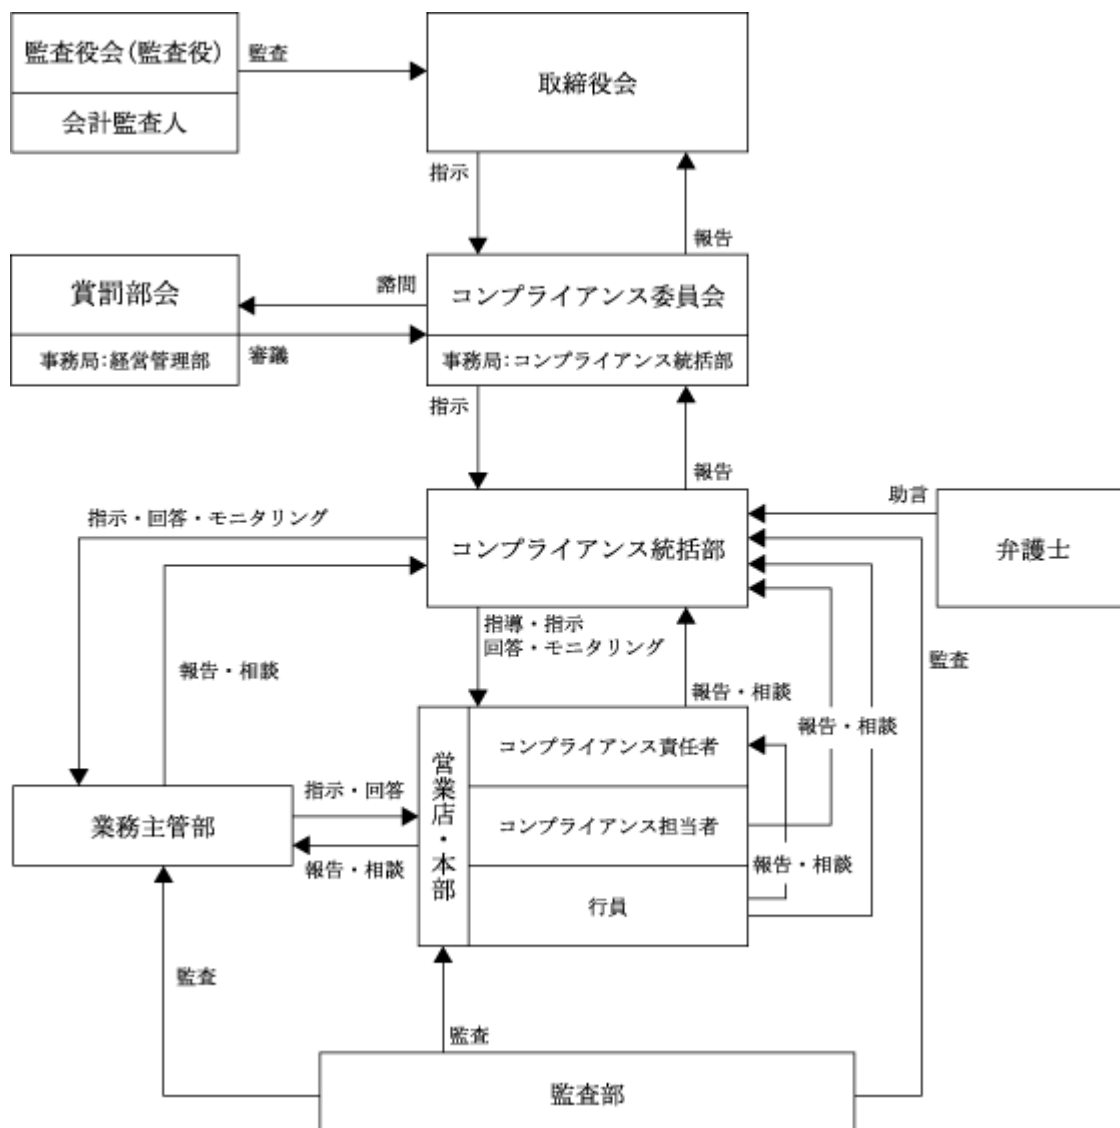 監査役会(監査役)
会計監査人
監査
取締役会
指示
報告
賞罰部会
事務局:経営管理部
諮問
審議
コンプライアンス委員会
事務局:コンプライアンス統括部
指示
報告
指示・回答・モニタリング
コンプライアンス統括部
助言
弁護士
報告・相談
指導・指示
回答・モニタリング
報告・相談
報告・相談
監査
業務主管部
指示・回答
報告・相談
営業店・本部
コンプライアンス責任者
コンプライアンス担当者
行員
報告・相談
監査
監査
監査部